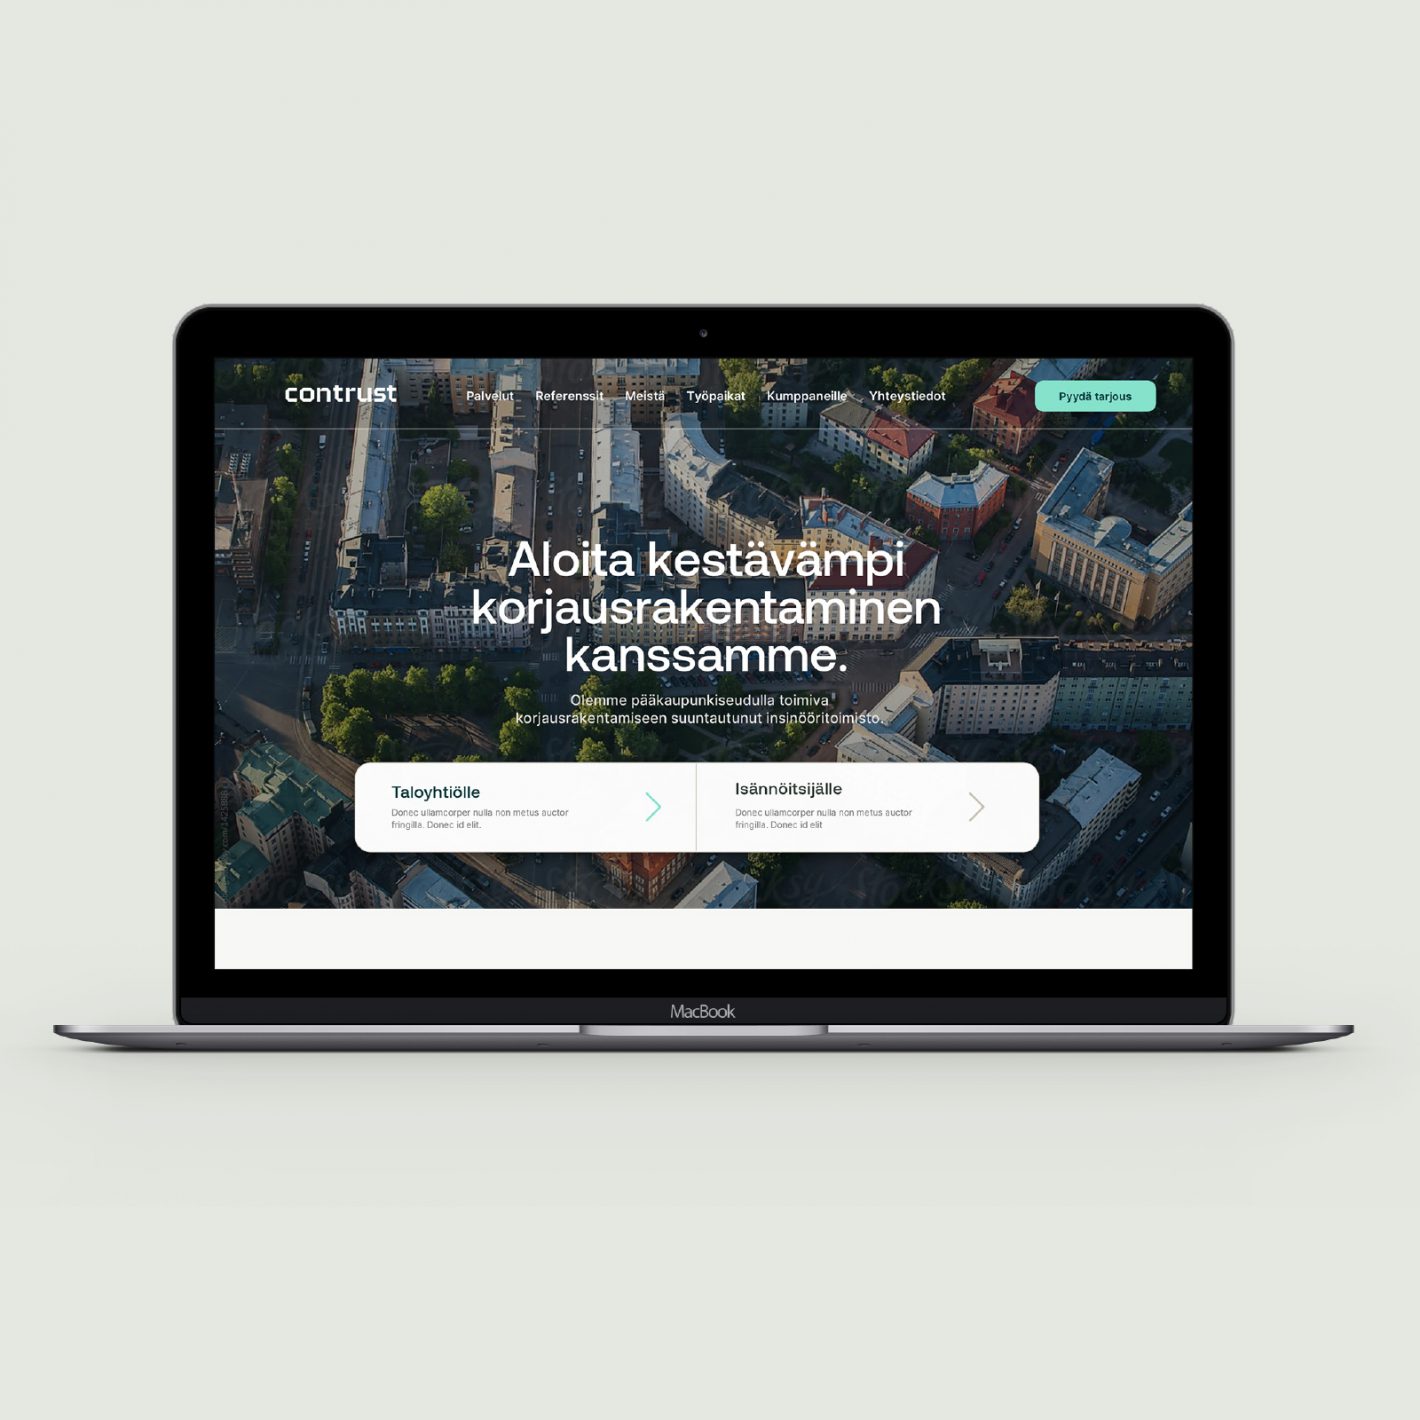 contrust
Palvelut Referenssit Meistä Työpaikat Kumppaneille Yhteystiedot
Pyydä tarjous
Aloita kestävämpi
korjausrakentaminen
kanssamme.
Olemme pääkaupunkiseudulla toimiva
korjausrakentamiseen suuntautunut insinööritoimisto.
Taloyhtiölle
Donec ullamcorper nulla non metus auctor
fringilla. Donec id elit.
Isännöitsijälle
Donec ullamcorper nulla non metus auctor
fringilla. Donec id elit
MacBook